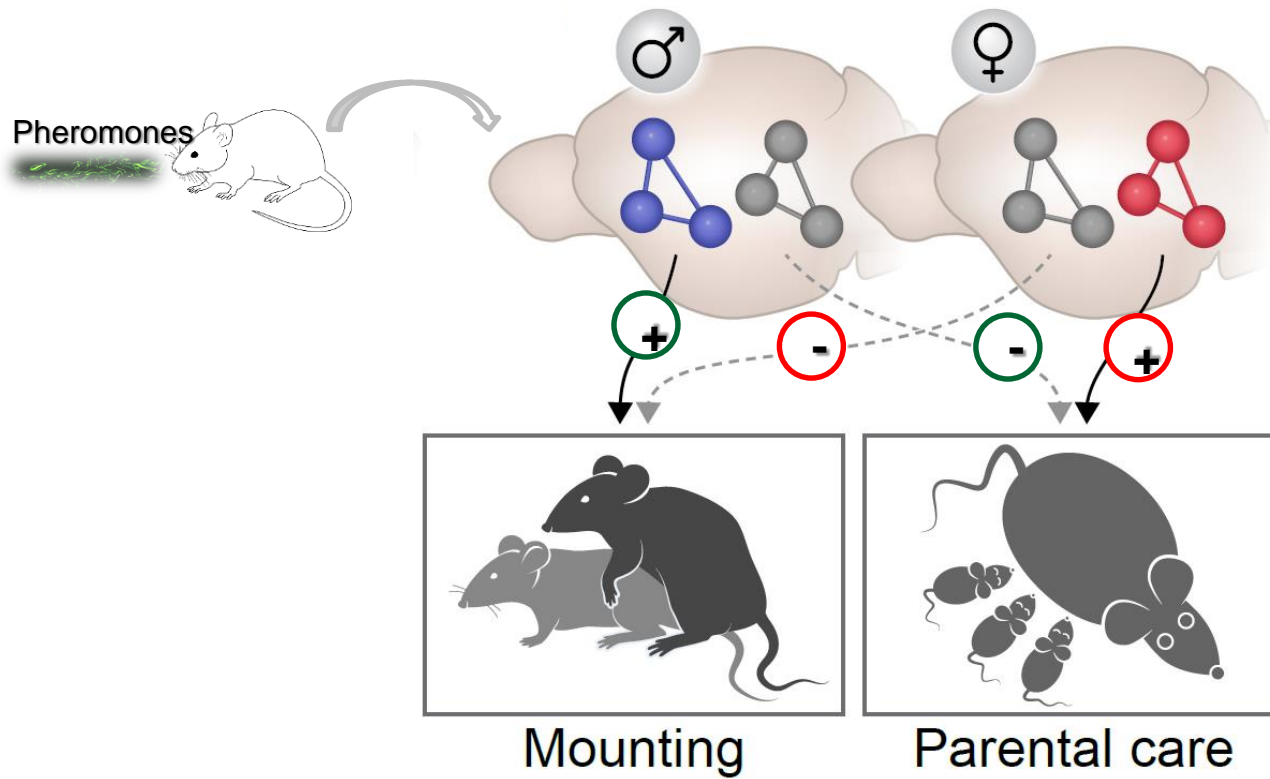 Pheromones
♂ ♀
+ - - +
Mounting Parental care